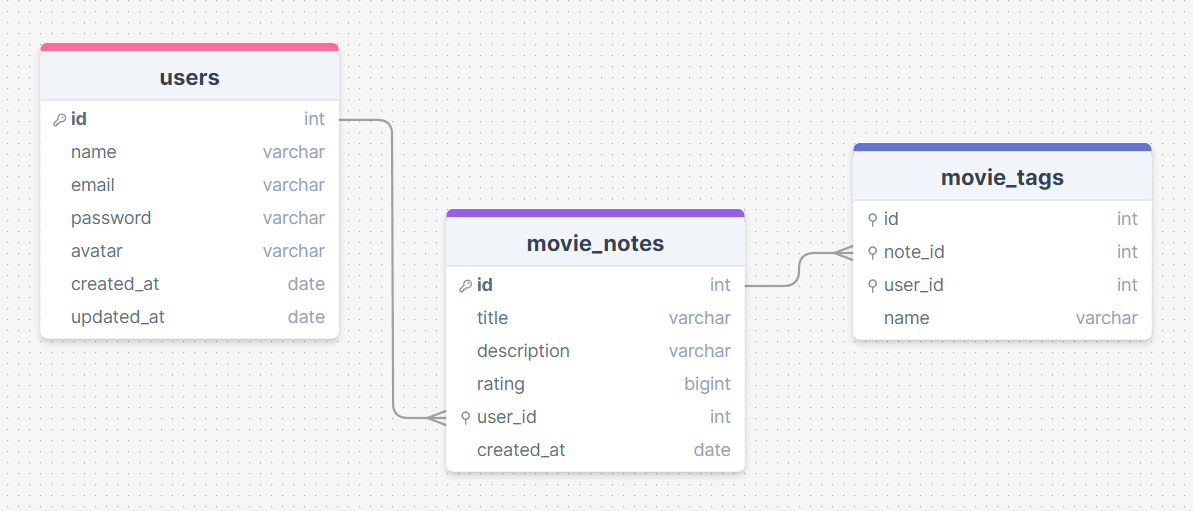 users
id int
name varchar
email varchar
password varchar
avatar varchar
created_at date
updated_at date
movie_notes
id int
title varchar
description varchar
rating bigint
user_id int
created_at date
movie_tags
id int
note_id int
user_id int
name varchar